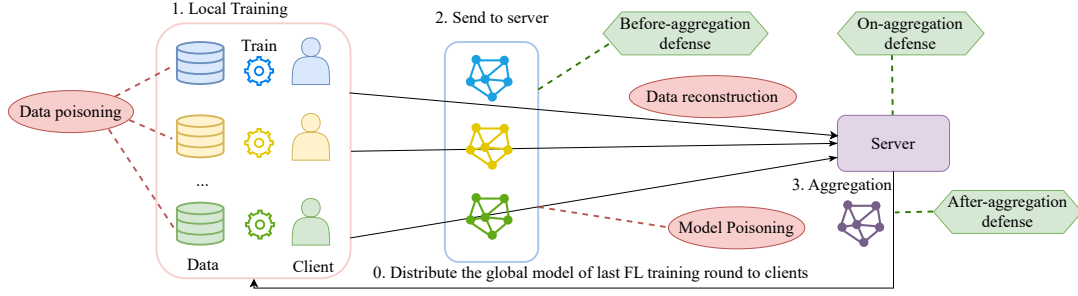 1. Local Training
2. Send to server
Before-aggregation
defense
On-aggregation
defense
Train
Data poisoning
Data reconstruction
Server
...
3. Aggregation
After-aggregation
defense
Model Poisoning
Data
Client
0. Distribute the global model of last FL training round to clients